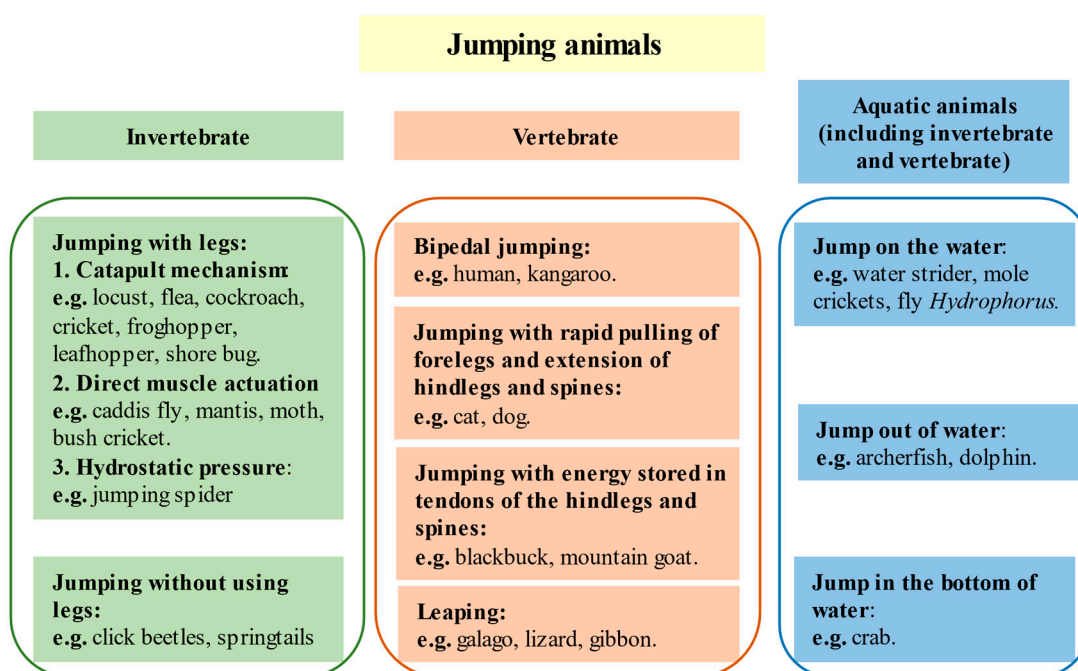 Jumping animals
Invertebrate
Jumping with legs:
1. Catapult mechanism:
e.g. locust, flea, cockroach,
cricket, froghopper,
leafhopper, shore bug.
2. Direct muscle actuation
e.g. caddis fly, mantis, moth,
bush cricket.
3. Hydrostatic pressure:
e.g. jumping spider
Jumping without using
legs:
e.g. click beetles, springtails
Vertebrate
Bipedal jumping:
e.g. human, kangaroo.
Jumping with rapid pulling of
forelegs and extension of
hindlegs and spines:
e.g. cat, dog.
Jumping with energy stored in
tendons of the hindlegs and
spines:
e.g. blackbuck, mountain goat.
Leaping:
e.g. galago, lizard, gibbon.
Aquatic animals
(including invertebrate
and vertebrate)
Jump on the water:
e.g. water strider, mole
crickets, fly Hydrophorus.
Jump out of water:
e.g. archerfish, dolphin.
Jump in the bottom of
water:
e.g. crab.